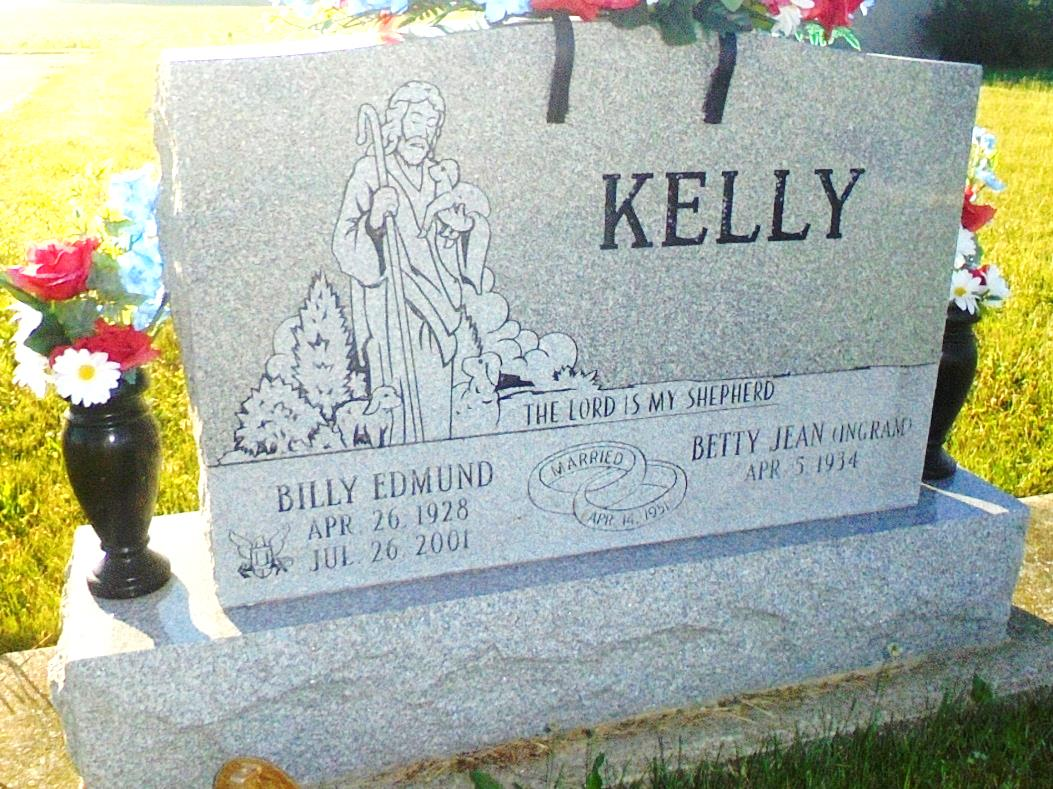 KELLY
THE LORD IS MY SHEPHERD
BILLY EDMUND
APR 26 1928
JUL 26 2001
MARRIED
APR. 14, 1951
BETTY JEAN (INGRAM)
APR 5 1934